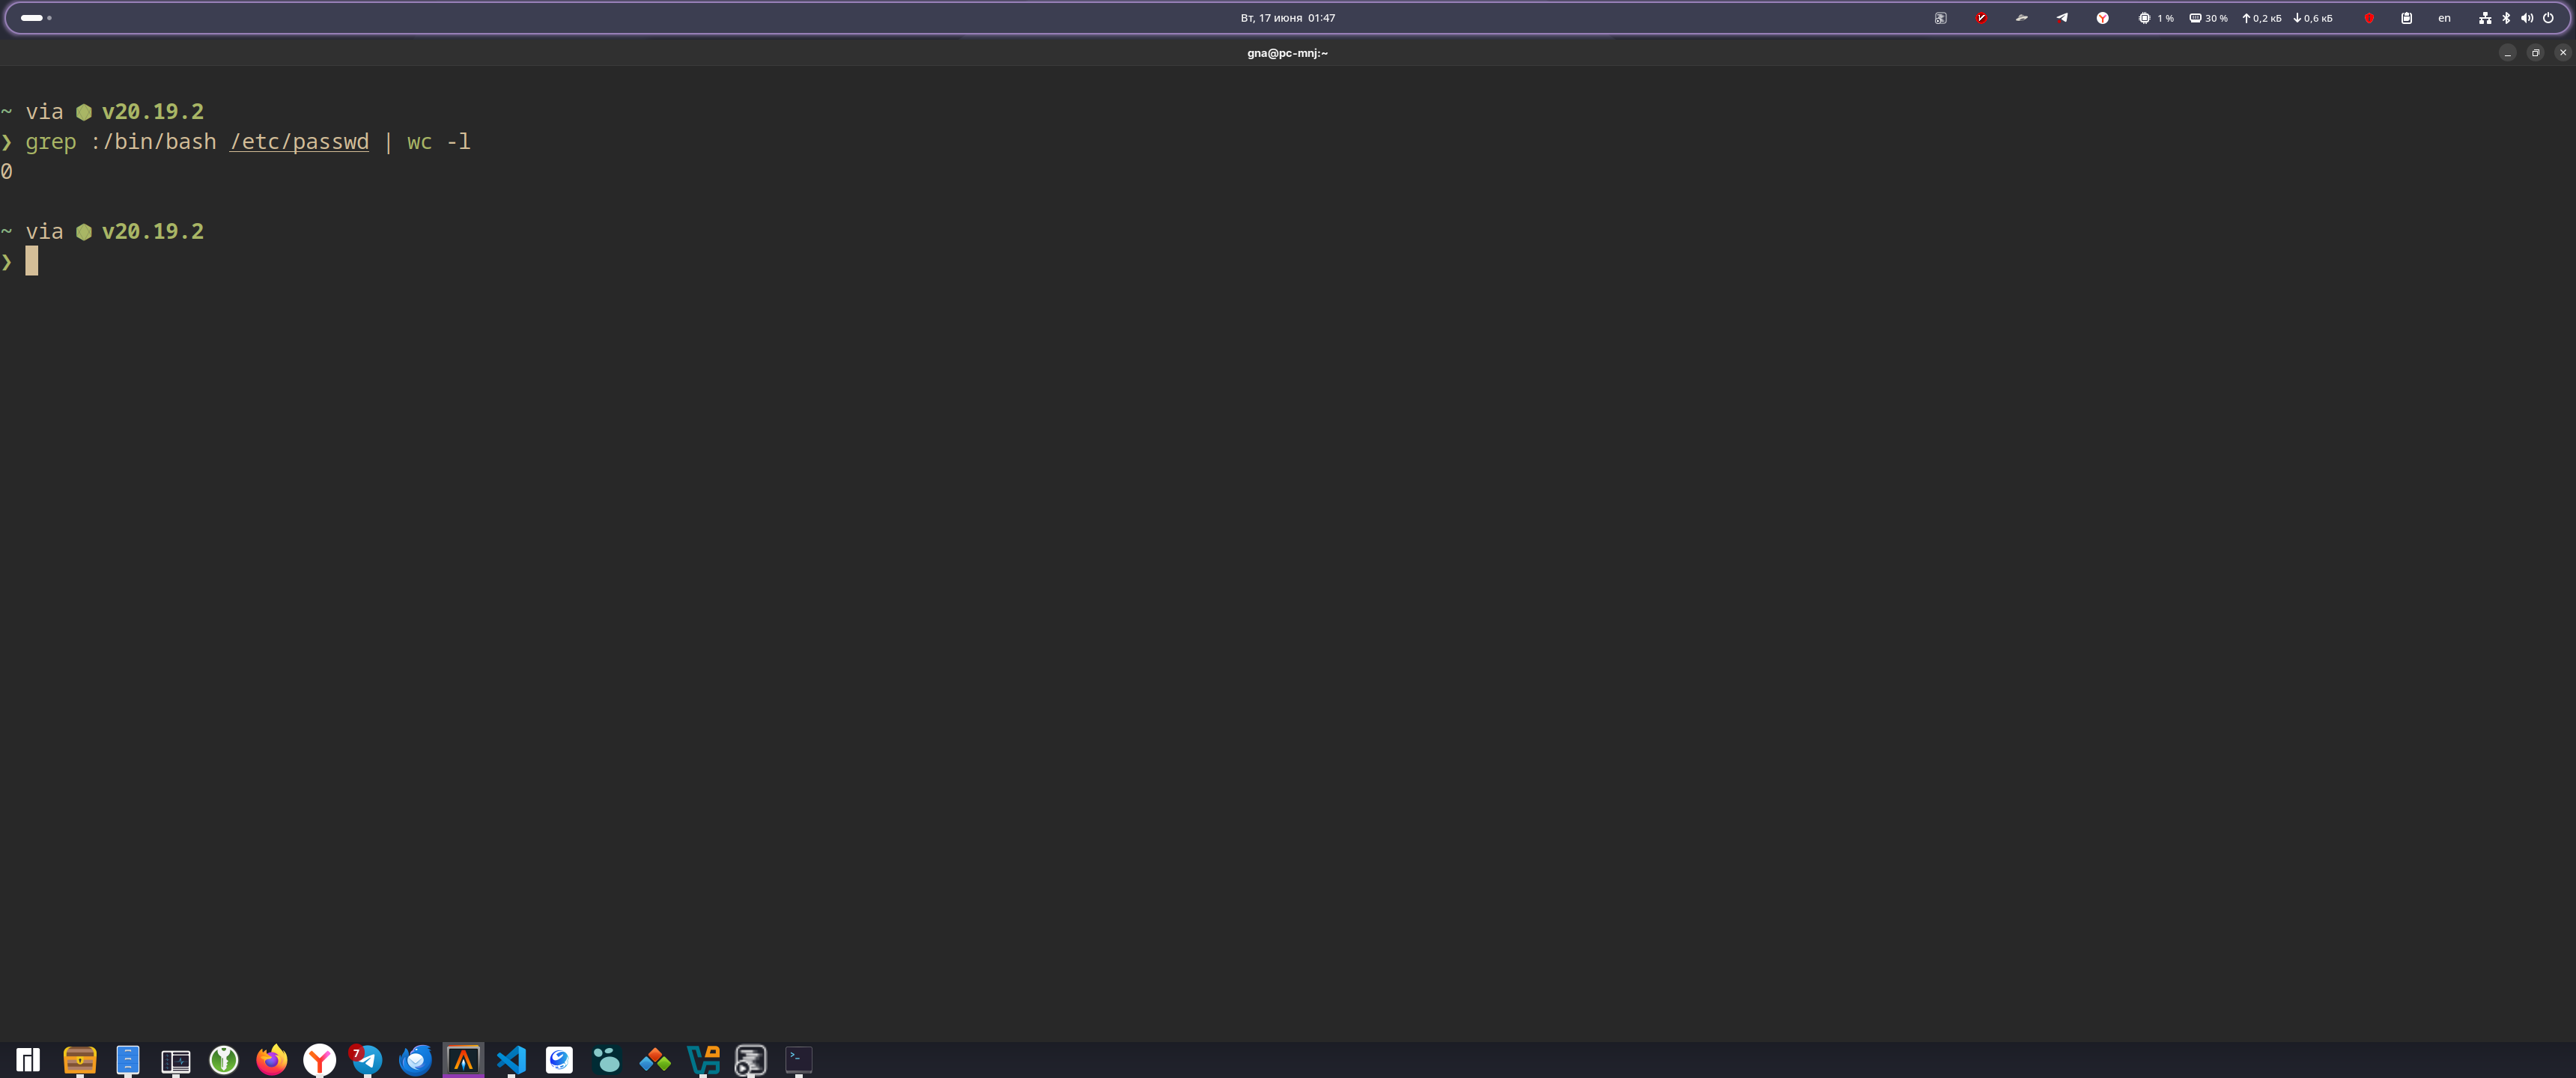 Вт, 17 июня 01:47
1 %
30 %
0,2 кБ
0,6 кБ
en
gna@pc-mnj:~
~ via ⬢ v20.19.2
❯ grep :/bin/bash /etc/passwd | wc -l
0
~ via ⬢ v20.19.2
❯
7